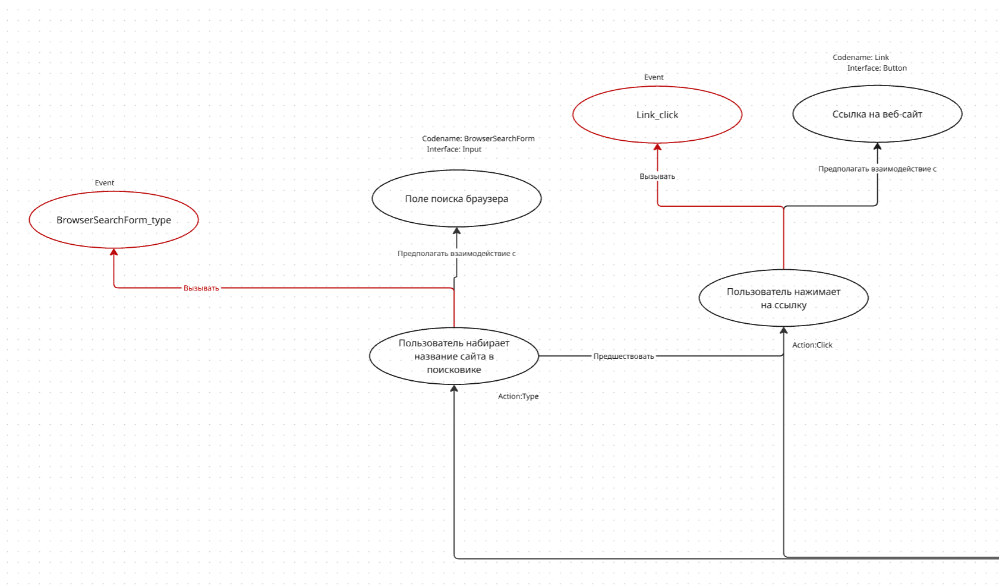 Codename: Link
Interface: Button
Event
Link_click
Ссылка на веб-сайт
Codename: BrowserSearchForm
Interface: Input
Предполагать взаимодействие с
Вызывать
Event
Поле поиска браузера
BrowserSearchForm_type
Предполагать взаимодействие с
Вызывать
Пользователь нажимает
на ссылку
Action:Click
Пользователь набирает
название сайта в
поисковике
Предшествовать
Action:Type